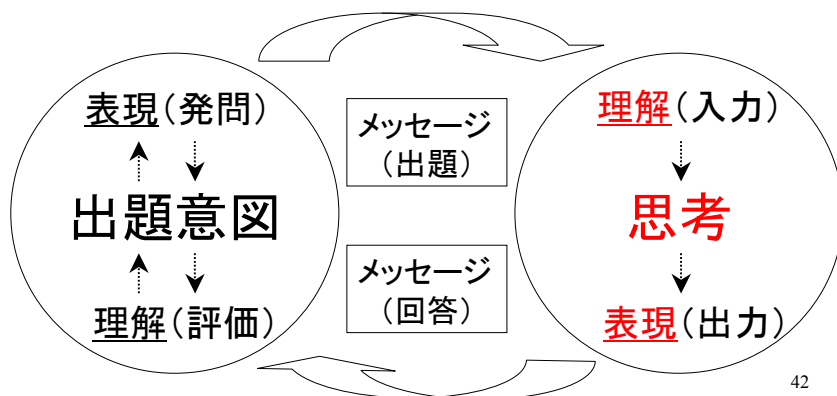 表現(発問)
出題意図
理解(評価)
メッセージ
(出題)
メッセージ
(回答)
理解(入力)
思考
表現(出力)
42